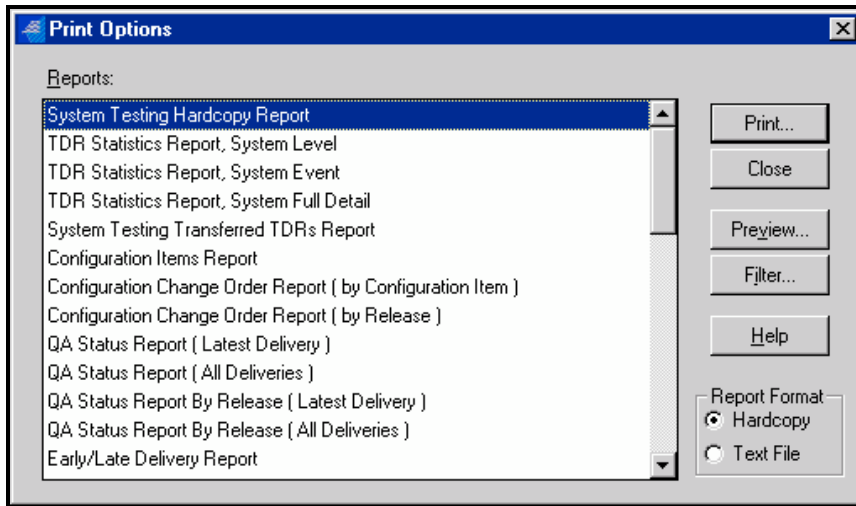 Print Options
Reports:
System Testing Hardcopy Report
TDR Statistics Report, System Level
TDR Statistics Report, System Event
TDR Statistics Report, System Full Detail
System Testing Transferred TDRs Report
Configuration Items Report
Configuration Change Order Report ( by Configuration Item )
Configuration Change Order Report ( by Release )
QA Status Report ( Latest Delivery )
QA Status Report ( All Deliveries )
QA Status Report By Release ( Latest Delivery )
QA Status Report By Release ( All Deliveries )
Early/Late Delivery Report
Print...
Close
Preview...
Filter...
Help
Report Format
Hardcopy
Text File